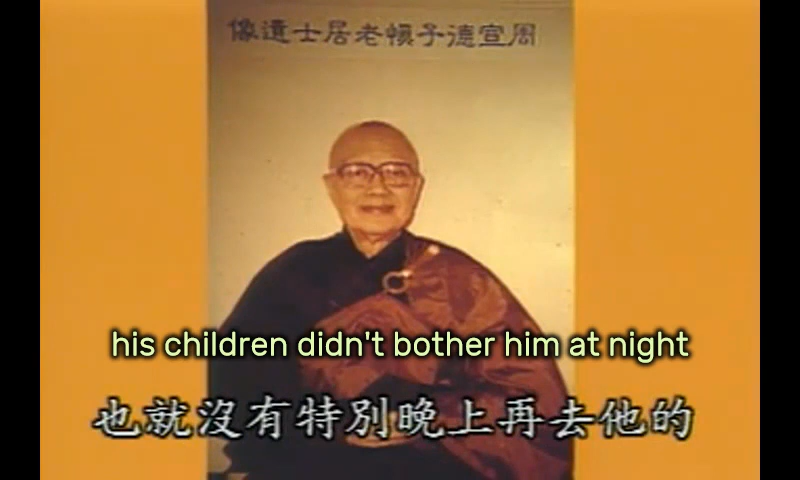 周宣德子慎老居士遺像
his children didn't bother him at night
也就沒有特別晚上再去他的